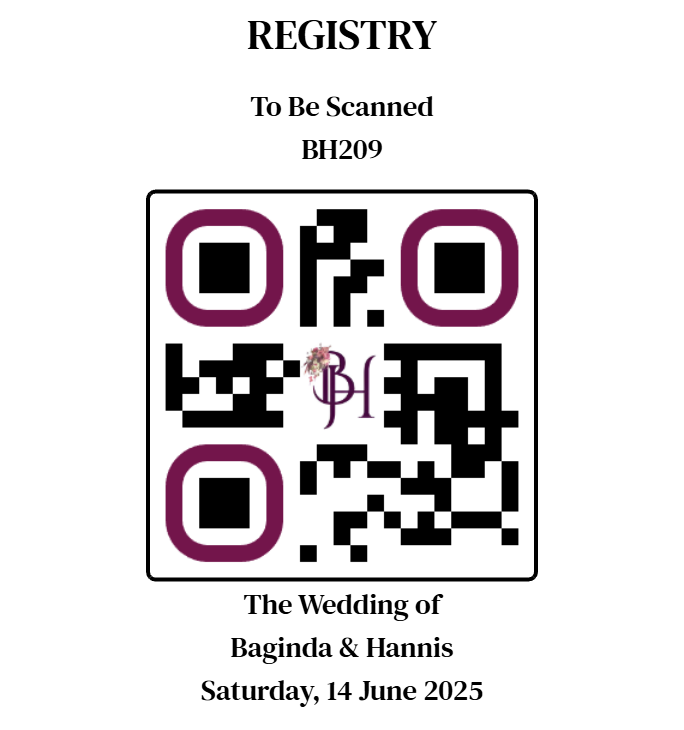 REGISTRY
To Be Scanned
BH209
BH
The Wedding of
Baginda & Hannis
Saturday, 14 June 2025